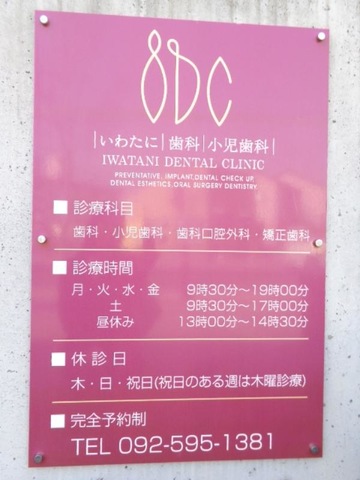 IDC
|いわたに|歯科|小児歯科|
IWATANI DENTAL CLINIC
PREVENTATIVE, IMPLANT, DENTAL CHECK UP,
DENTAL ESTHETICS, ORAL SURGERY DENTISTRY.
■ 診療科目
歯科・小児歯科・歯科口腔外科・矯正歯科
■ 診療時間
月・火・水・金 9時30分〜19時00分
土 9時30分〜17時00分
昼休み 13時00分〜14時30分
■ 休診日
木・日・祝日(祝日のある週は木曜診療)
■ 完全予約制
TEL 092-595-1381